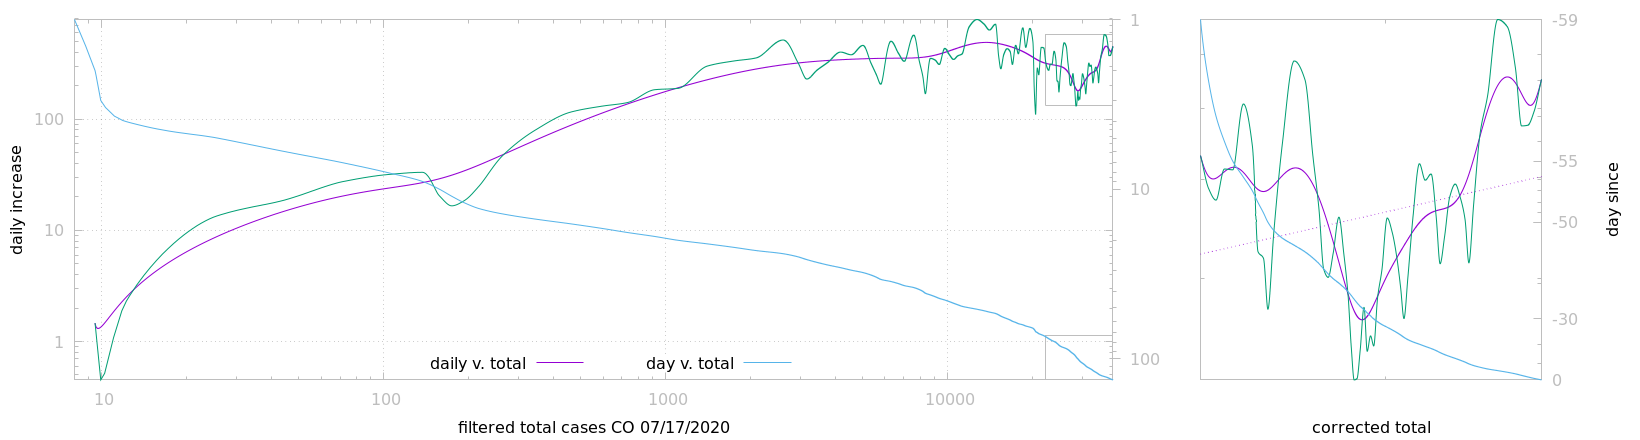 daily increase
100
10
1
10
100
1000
10000
filtered total cases CO 07/17/2020
daily v. total
day v. total
1
10
100
-59
-55
-50
-30
0
day since
corrected total